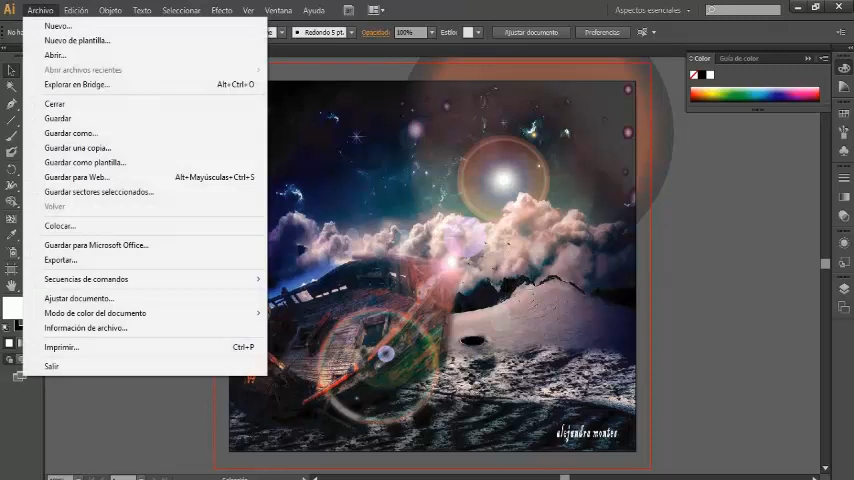 Ai Archivo Edición Objeto Texto Seleccionar Efecto Ver Ventana Ayuda Aspectos esenciales
Redondo 5 pt. Opacidad: 100% Estilo: Ajustar documento Preferencias
Nuevo...
Nuevo de plantilla...
Abrir...
Abrir archivos recientes
Explorar en Bridge... Alt+Ctrl+O
Cerrar
Guardar
Guardar como...
Guardar una copia...
Guardar como plantilla...
Guardar para Web... Alt+Mayúsculas+Ctrl+S
Guardar sectores seleccionados...
Volver
Colocar...
Guardar para Microsoft Office...
Exportar...
Secuencias de comandos
Ajustar documento...
Modo de color del documento
Información de archivo...
Imprimir... Ctrl+P
Salir
Color Guía de color
alejandra montes
Selección